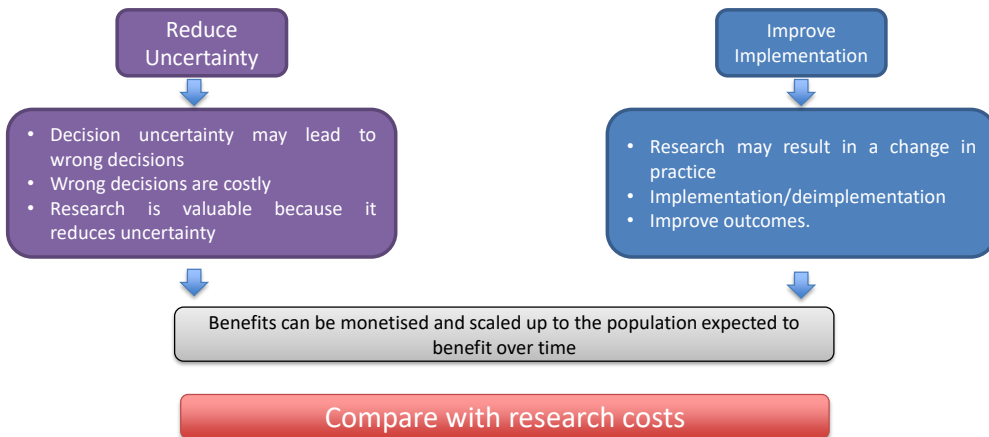 Reduce
Uncertainty
Improve
Implementation
• Decision uncertainty may lead to
wrong decisions
• Wrong decisions are costly
• Research is valuable because it
reduces uncertainty
• Research may result in a change in
practice
• Implementation/deimplementation
• Improve outcomes.
Benefits can be monetised and scaled up to the population expected to
benefit over time
Compare with research costs